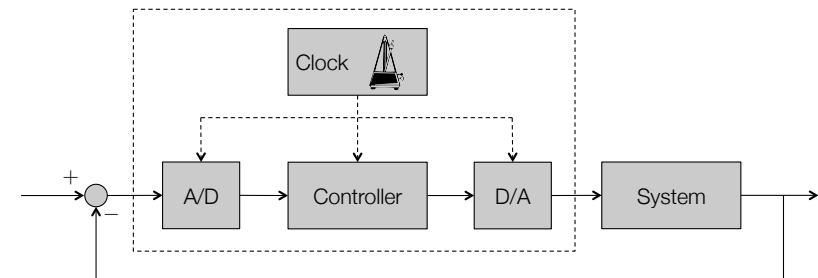 Clock
+
−
A/D
Controller
D/A
System